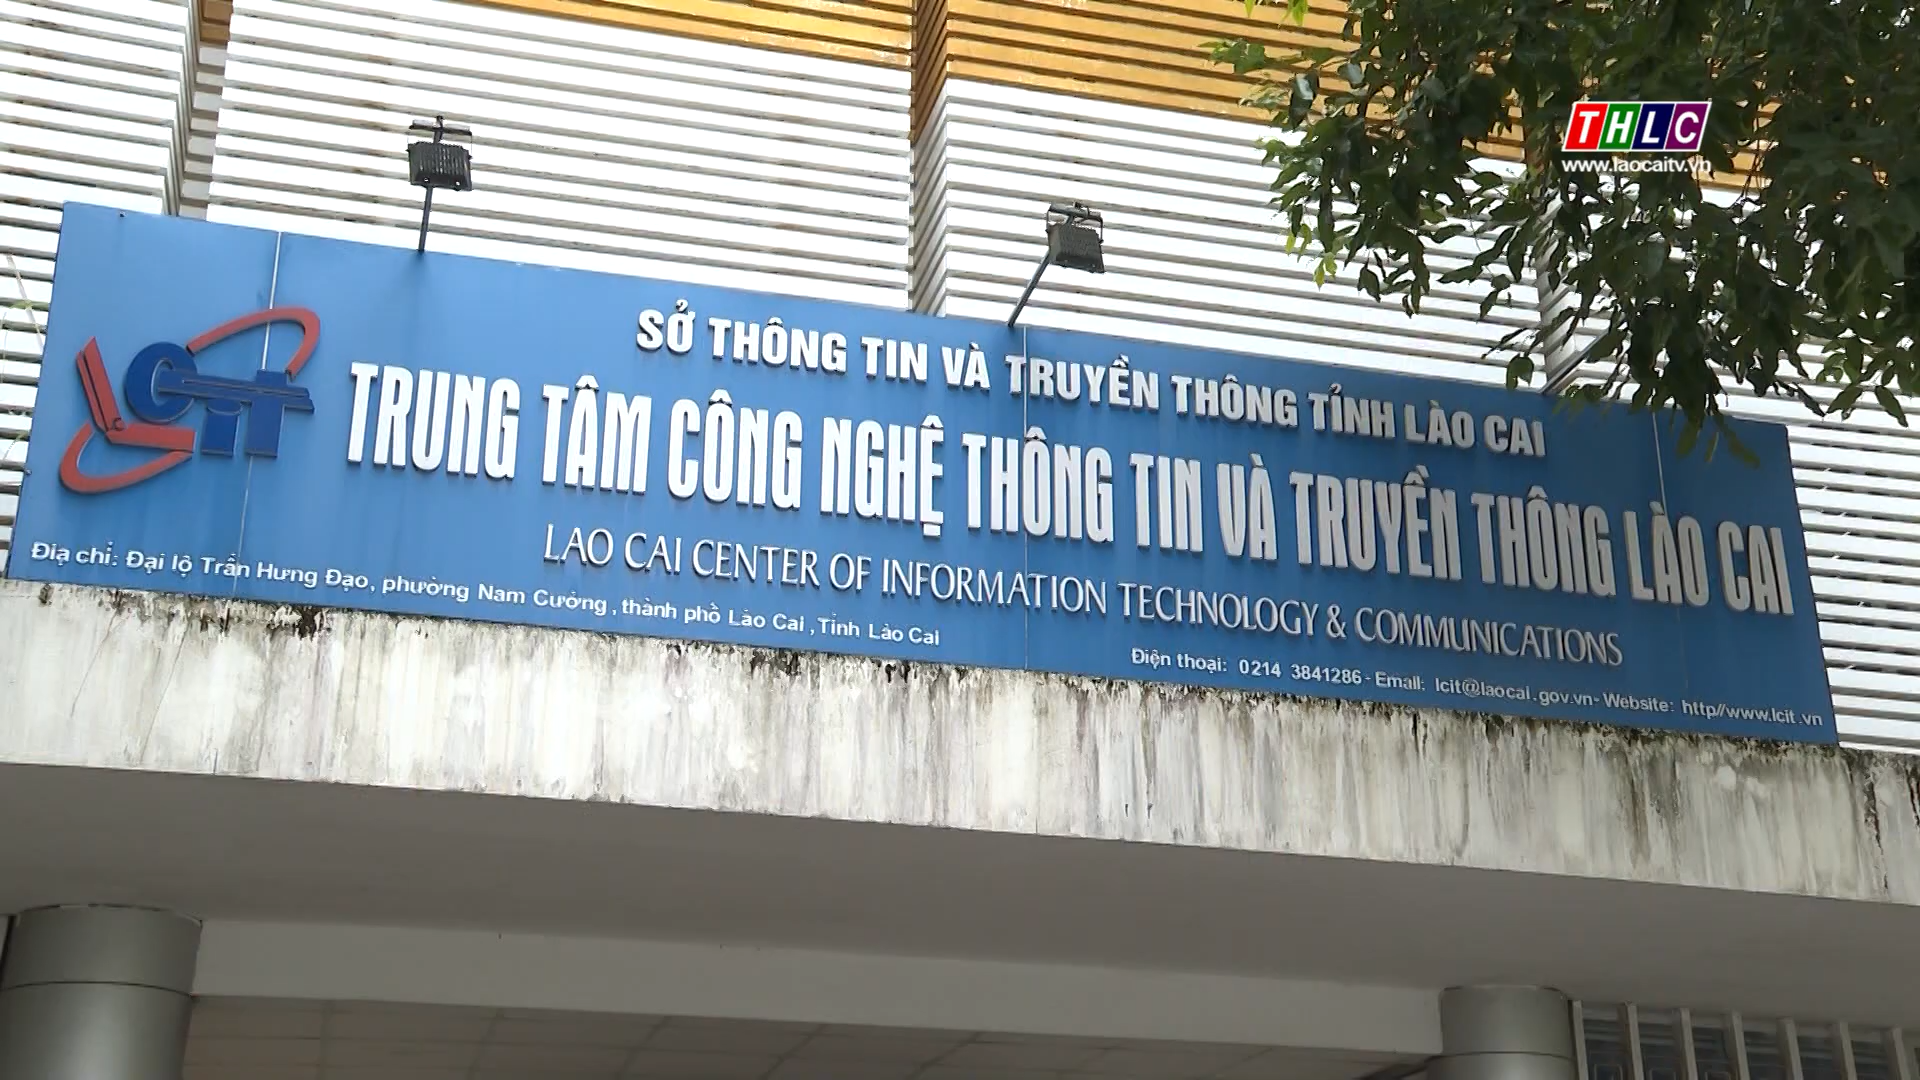 THLC
www.laocaitv.vn
SỞ THÔNG TIN VÀ TRUYỀN THÔNG TỈNH LÀO CAI
LCIT
TRUNG TÂM CÔNG NGHỆ THÔNG TIN VÀ TRUYỀN THÔNG LÀO CAI
LAO CAI CENTER OF INFORMATION TECHNOLOGY & COMMUNICATIONS
Địa chỉ: Đại lộ Trần Hưng Đạo, phường Nam Cường, thành phố Lào Cai, Tỉnh Lào Cai
Điện thoại: 0214 3841286 - Email: lcit@laocai.gov.vn - Website: http//www.lcit.vn